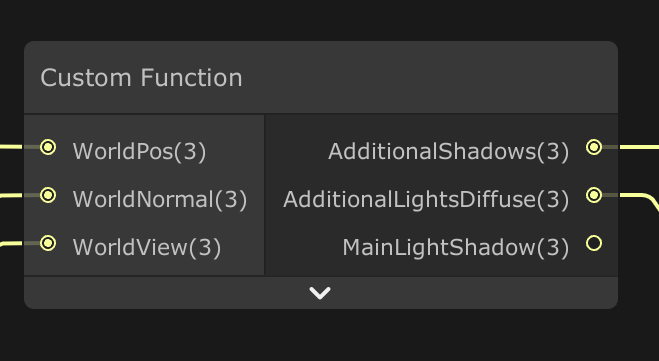 Custom Function
WorldPos(3)
AdditionalShadows(3)
WorldNormal(3)
AdditionalLightsDiffuse(3)
WorldView(3)
MainLightShadow(3)